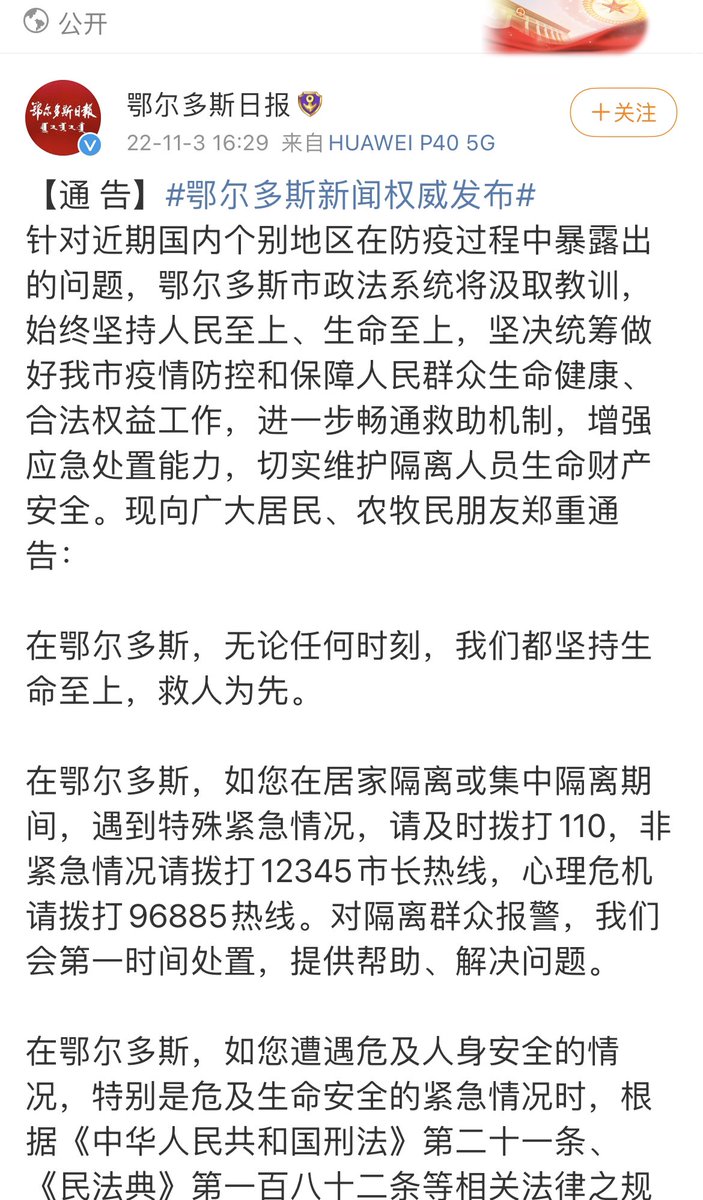 公开
鄂尔多斯日报
鄂尔多斯日报
22-11-3 16:29 来自 HUAWEI P40 5G
+关注
【通 告】#鄂尔多斯新闻权威发布#
针对近期国内个别地区在防疫过程中暴露出
的问题，鄂尔多斯市政法系统将汲取教训，
始终坚持人民至上、生命至上，坚决统筹做
好我市疫情防控和保障人民群众生命健康、
合法权益工作，进一步畅通救助机制，增强
应急处置能力，切实维护隔离人员生命财产
安全。现向广大居民、农牧民朋友郑重通
告：
在鄂尔多斯，无论任何时刻，我们都坚持生
命至上，救人为先。
在鄂尔多斯，如您在居家隔离或集中隔离期
间，遇到特殊紧急情况，请及时拨打110，非
紧急情况请拨打12345市长热线，心理危机
请拨打96885热线。对隔离群众报警，我们
会第一时间处置，提供帮助、解决问题。
在鄂尔多斯，如您遭遇危及人身安全的情
况，特别是危及生命安全的紧急情况时，根
据《中华人民共和国刑法》第二十一条、
《民法典》第一百八十二条等相关法律之规